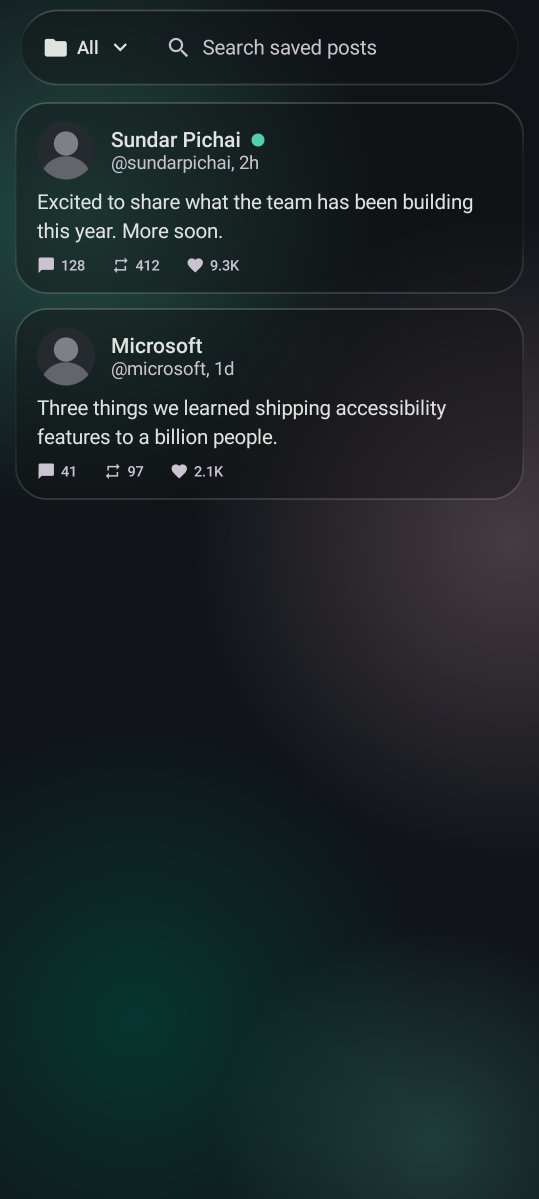 All
Search saved posts
Sundar Pichai
@sundarpichai, 2h
Excited to share what the team has been building
this year. More soon.
128 412 9.3K
Microsoft
@microsoft, 1d
Three things we learned shipping accessibility
features to a billion people.
41 97 2.1K